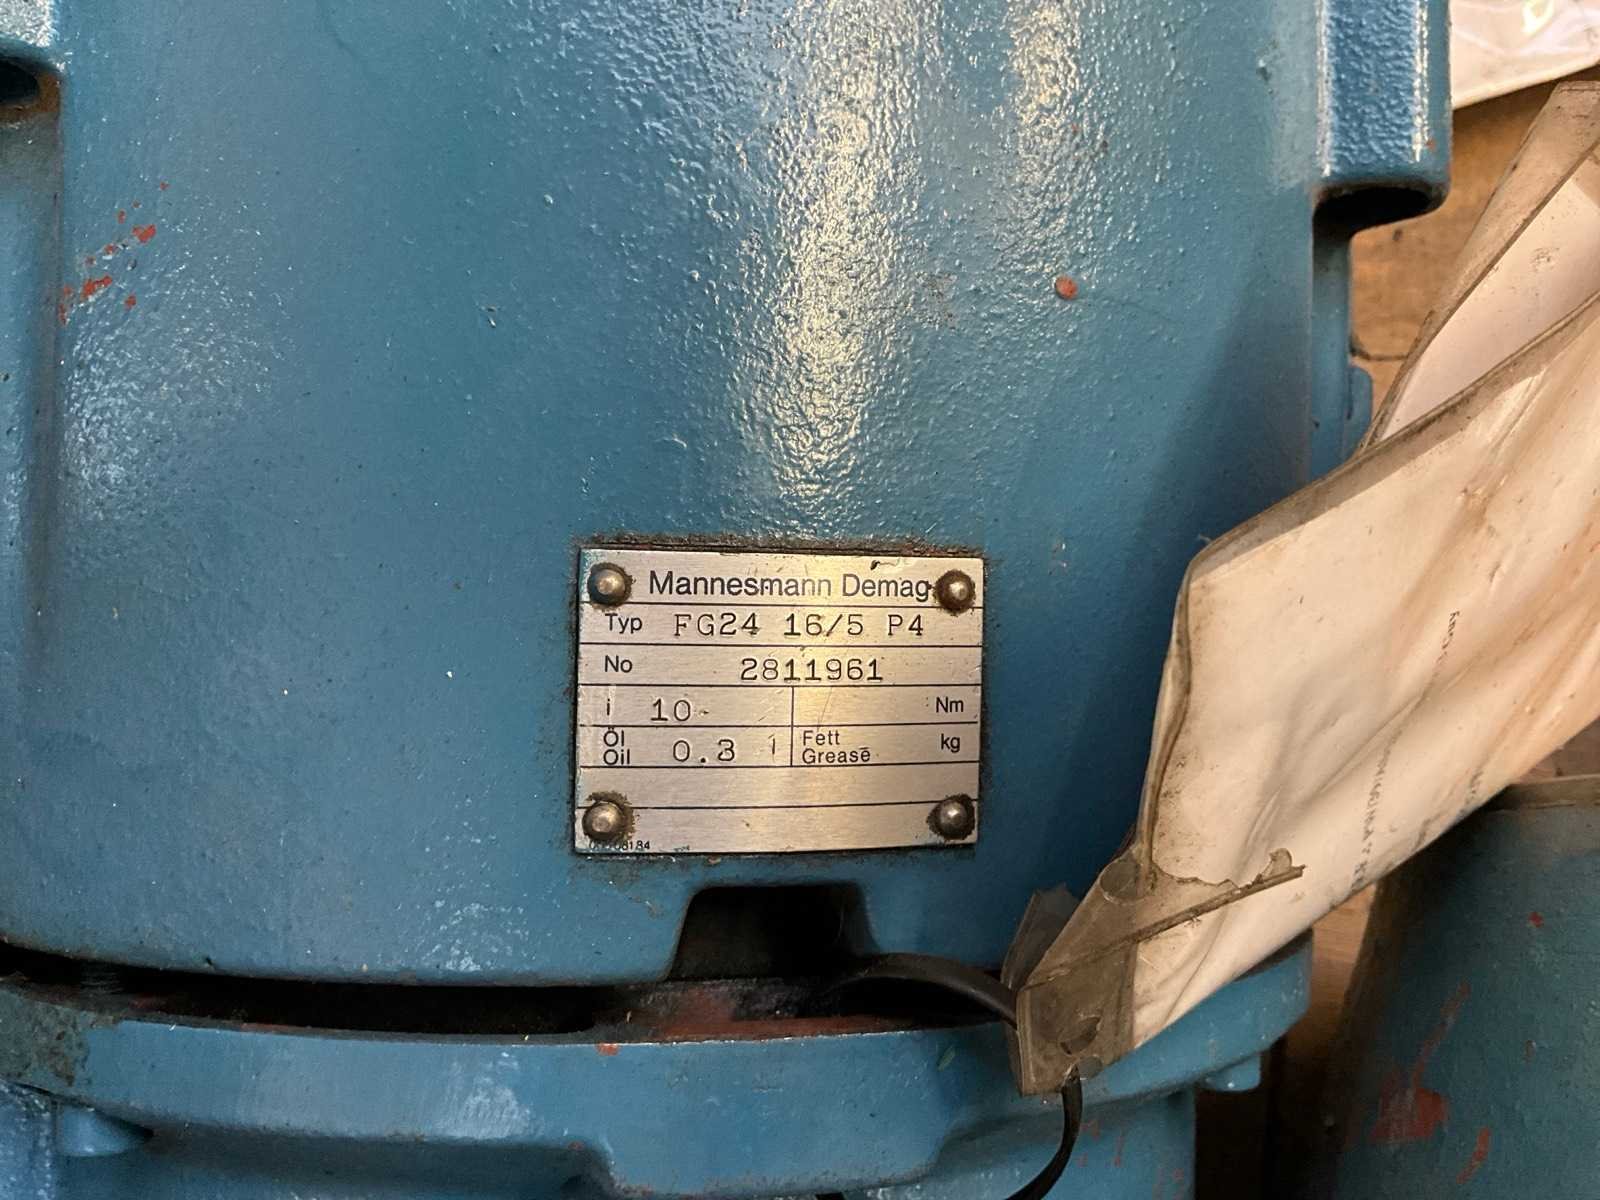 Mannesmann Demag
Typ FG24 16/5 P4
No 2811961
i 10 Nm
Öl Oil 0.3 l Fett Grease kg